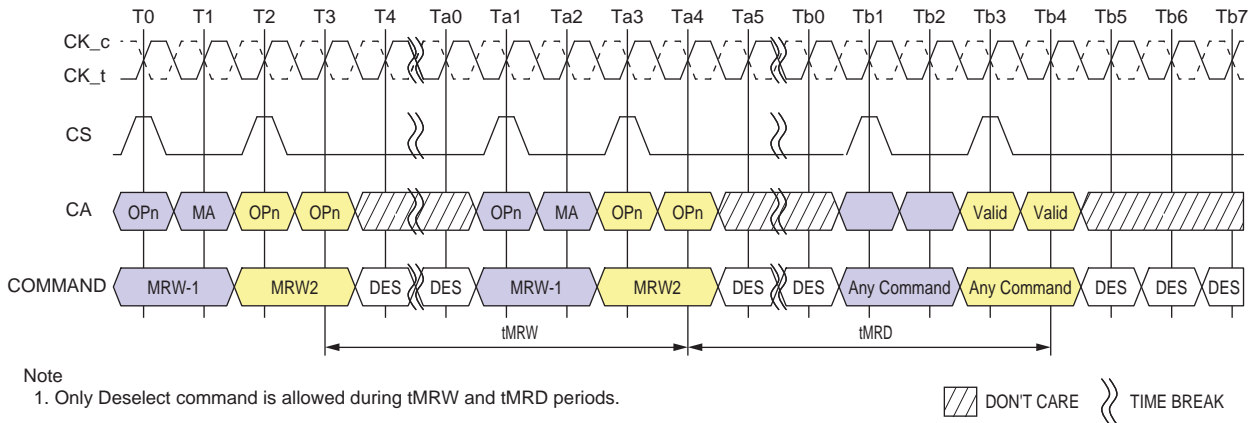 T0 T1 T2 T3 T4 Ta0 Ta1 Ta2 Ta3 Ta4 Ta5 Tb0 Tb1 Tb2 Tb3 Tb4 Tb5 Tb6 Tb7
CK_c
CK_t
CS
CA OPn MA OPn OPn OPn MA OPn OPn Valid Valid
COMMAND MRW-1 MRW2 DES DES MRW-1 MRW2 DES DES Any Command Any Command DES DES DES
tMRW tMRD
Note
1. Only Deselect command is allowed during tMRW and tMRD periods.
DON'T CARE TIME BREAK